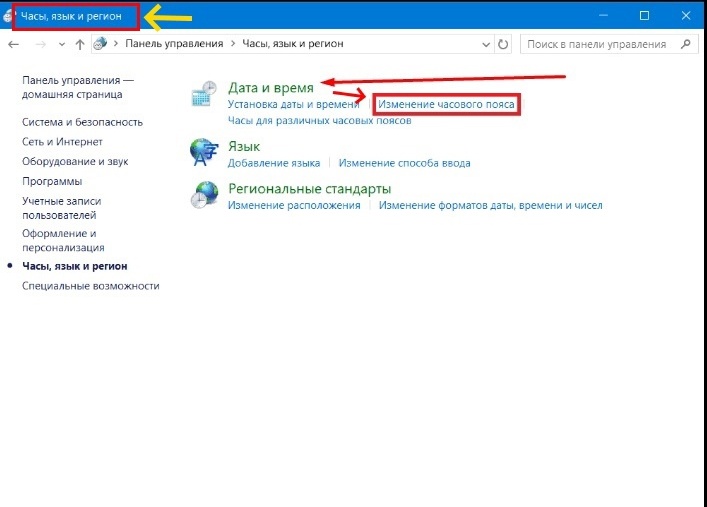 Часы, язык и регион
Панель управления > Часы, язык и регион
Поиск в панели управления
Панель управления —
домашняя страница
Система и безопасность
Сеть и Интернет
Оборудование и звук
Программы
Учетные записи
пользователей
Оформление и
персонализация
Часы, язык и регион
Специальные возможности
Дата и время
Установка даты и времени Изменение часового пояса
Часы для различных часовых поясов
Язык
Добавление языка Изменение способа ввода
Региональные стандарты
Изменение расположения Изменение форматов даты, времени и чисел